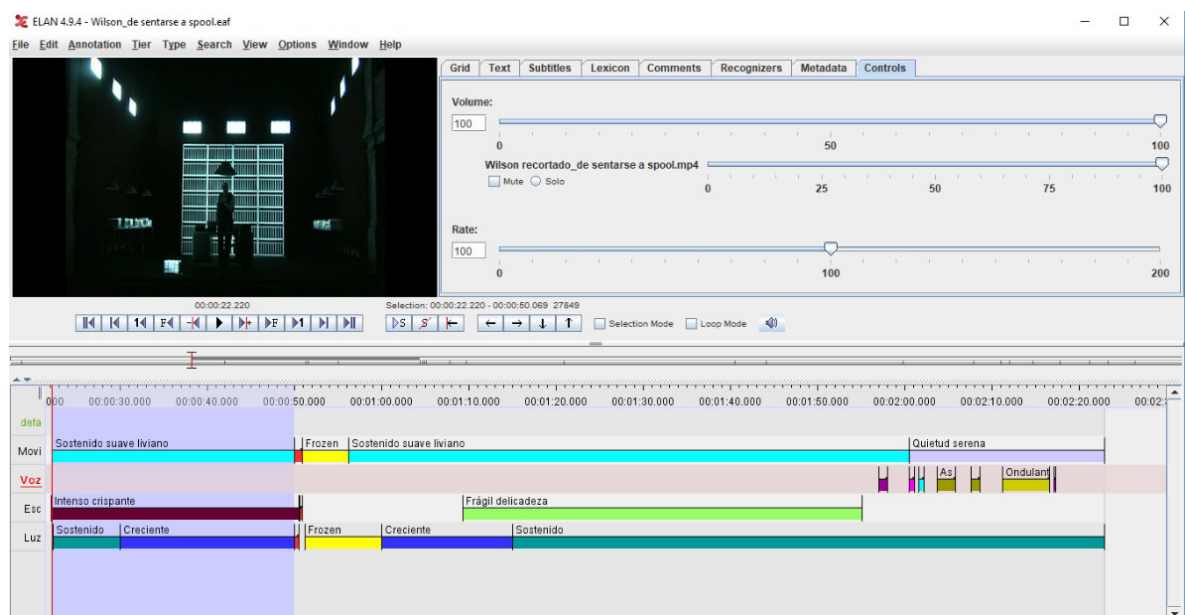 ELAN 4.9.4 - Wilson_de sentarse a spool.eaf
File Edit Annotation Tier Type Search View Options Window Help
Grid Text Subtitles Lexicon Comments Recognizers Metadata Controls
Volume:
100
0 50 100
Wilson recortado_de sentarse a spool.mp4
Mute Solo
0 25 50 75 100
Rate:
100
0 100 200
00:00:22.220
Selection: 00:00:22.220 - 00:00:50.069 27849
S S Selection Mode Loop Mode
000 00:00:30.000 00:00:40.000 00:00:50.000 00:01:00.000 00:01:10.000 00:01:20.000 00:01:30.000 00:01:40.000 00:01:50.000 00:02:00.000 00:02:10.000 00:02:20.000 00:02:
defa
Movi Sostenido suave liviano Frozen Sostenido suave liviano Quietud serena
Voz As Ondulant
Esc Intenso crispante Frágil delicadeza
Luz Sostenido Creciente Frozen Creciente Sostenido